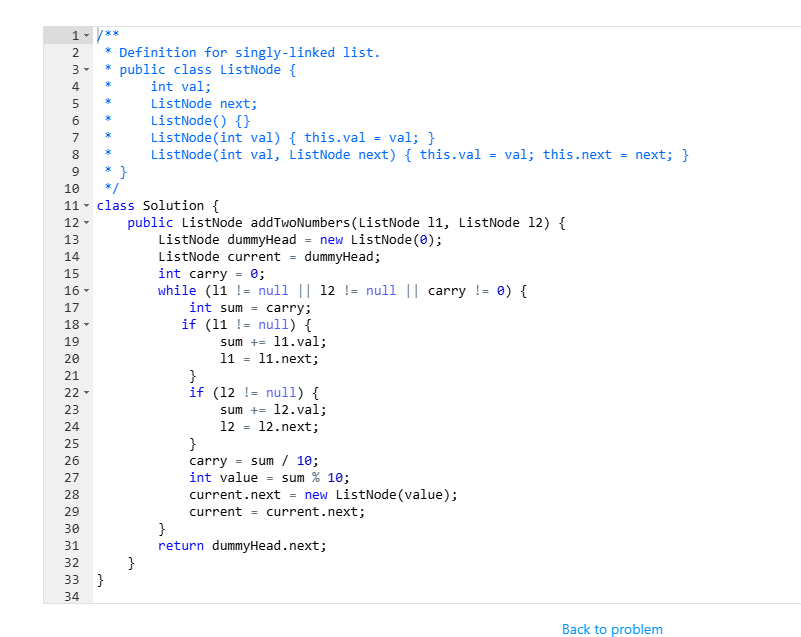 1 /**
2  * Definition for singly-linked list.
3  * public class ListNode {
4  *     int val;
5  *     ListNode next;
6  *     ListNode() {}
7  *     ListNode(int val) { this.val = val; }
8  *     ListNode(int val, ListNode next) { this.val = val; this.next = next; }
9  * }
10  */
11 class Solution {
12     public ListNode addTwoNumbers(ListNode l1, ListNode l2) {
13         ListNode dummyHead = new ListNode(0);
14         ListNode current = dummyHead;
15         int carry = 0;
16         while (l1 != null || l2 != null || carry != 0) {
17             int sum = carry;
18            if (l1 != null) {
19                 sum += l1.val;
20                 l1 = l1.next;
21             }
22             if (l2 != null) {
23                 sum += l2.val;
24                 l2 = l2.next;
25             }
26             carry = sum / 10;
27             int value = sum % 10;
28             current.next = new ListNode(value);
29             current = current.next;
30         }
31         return dummyHead.next;
32     }
33 }
34
Back to problem